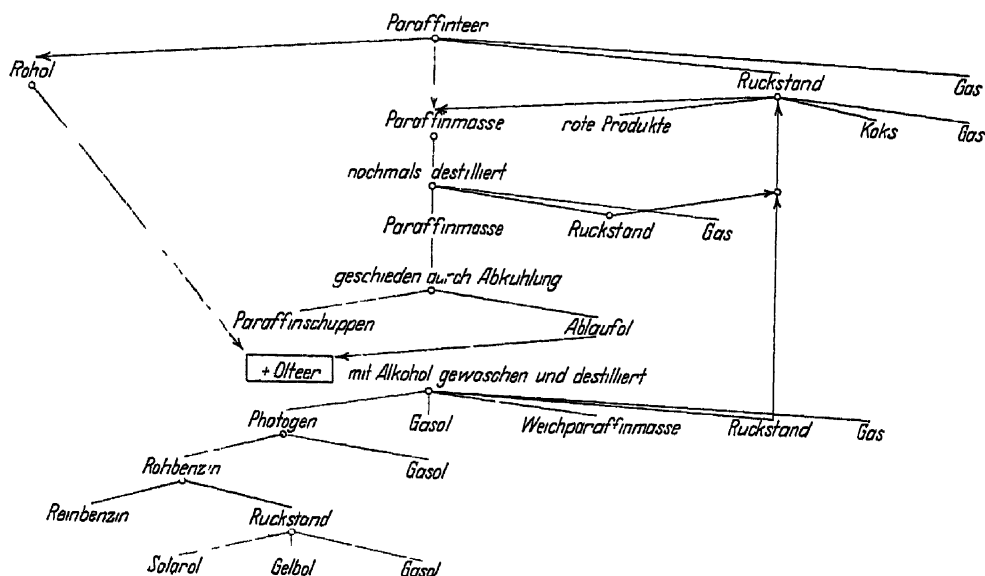 Paraffinteer
Rohol
Ruckstand
Gas
Paraffinmasse
rote Produkte
Koks
Gas
nochmals destilliert
Paraffinmasse
Ruckstand
Gas
geschieden durch Abkuhlung
Paraffinschuppen
Ablaufol
+ Olteer
mit Alkohol gewaschen und destilliert
Photogen
Gasol
Weichparaffinmasse
Ruckstand
Gas
Rohbenzin
Gasol
Reinbenzin
Ruckstand
Solarol
Gelbol
Gasol